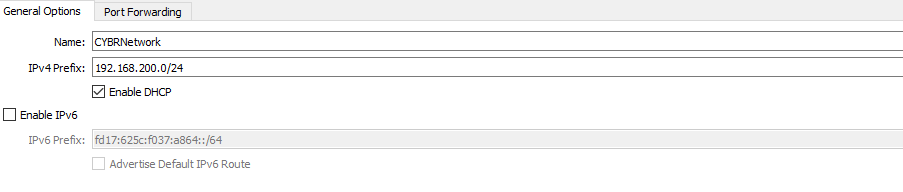 General Options Port Forwarding
Name: CYBRNetwork
IPv4 Prefix: 192.168.200.0/24
Enable DHCP
Enable IPv6
IPv6 Prefix: fd17:625c:f037:a864::/64
Advertise Default IPv6 Route